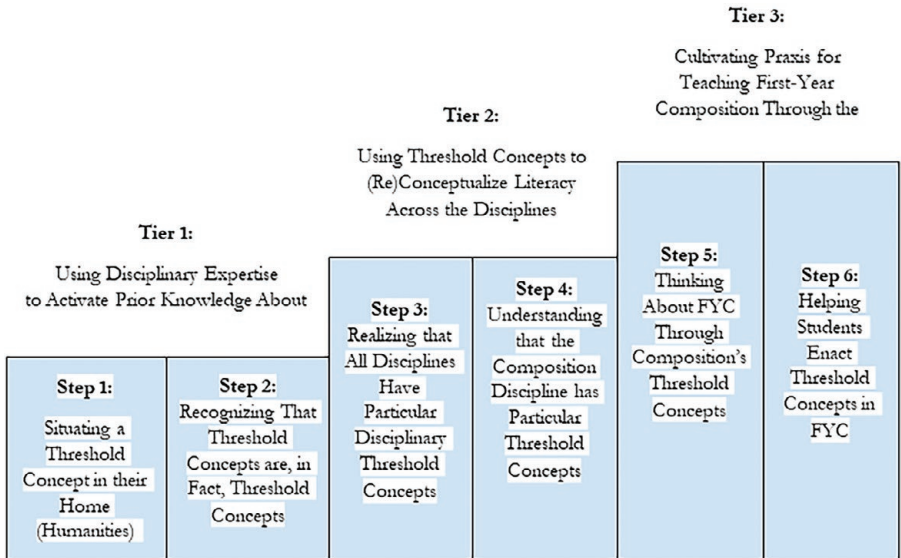 Tier 1:
Using Disciplinary Expertise
to Activate Prior Knowledge About
Step 1:
Situating a
Threshold
Concept in their
Home
(Humanities)
Step 2:
Recognizing That
Threshold
Concepts are, in
Fact, Threshold
Concepts
Tier 2:
Using Threshold Concepts to
(Re)Conceptualize Literacy
Across the Disciplines
Step 3:
Realizing that
All Disciplines
Have
Particular
Disciplinary
Threshold
Concepts
Step 4:
Understanding
that the
Composition
Discipline has
Particular
Threshold
Concepts
Tier 3:
Cultivating Praxis for
Teaching First-Year
Composition Through the
Step 5:
Thinking
About FYC
Through
Composition's
Threshold
Concepts
Step 6:
Helping
Students
Enact
Threshold
Concepts in
FYC